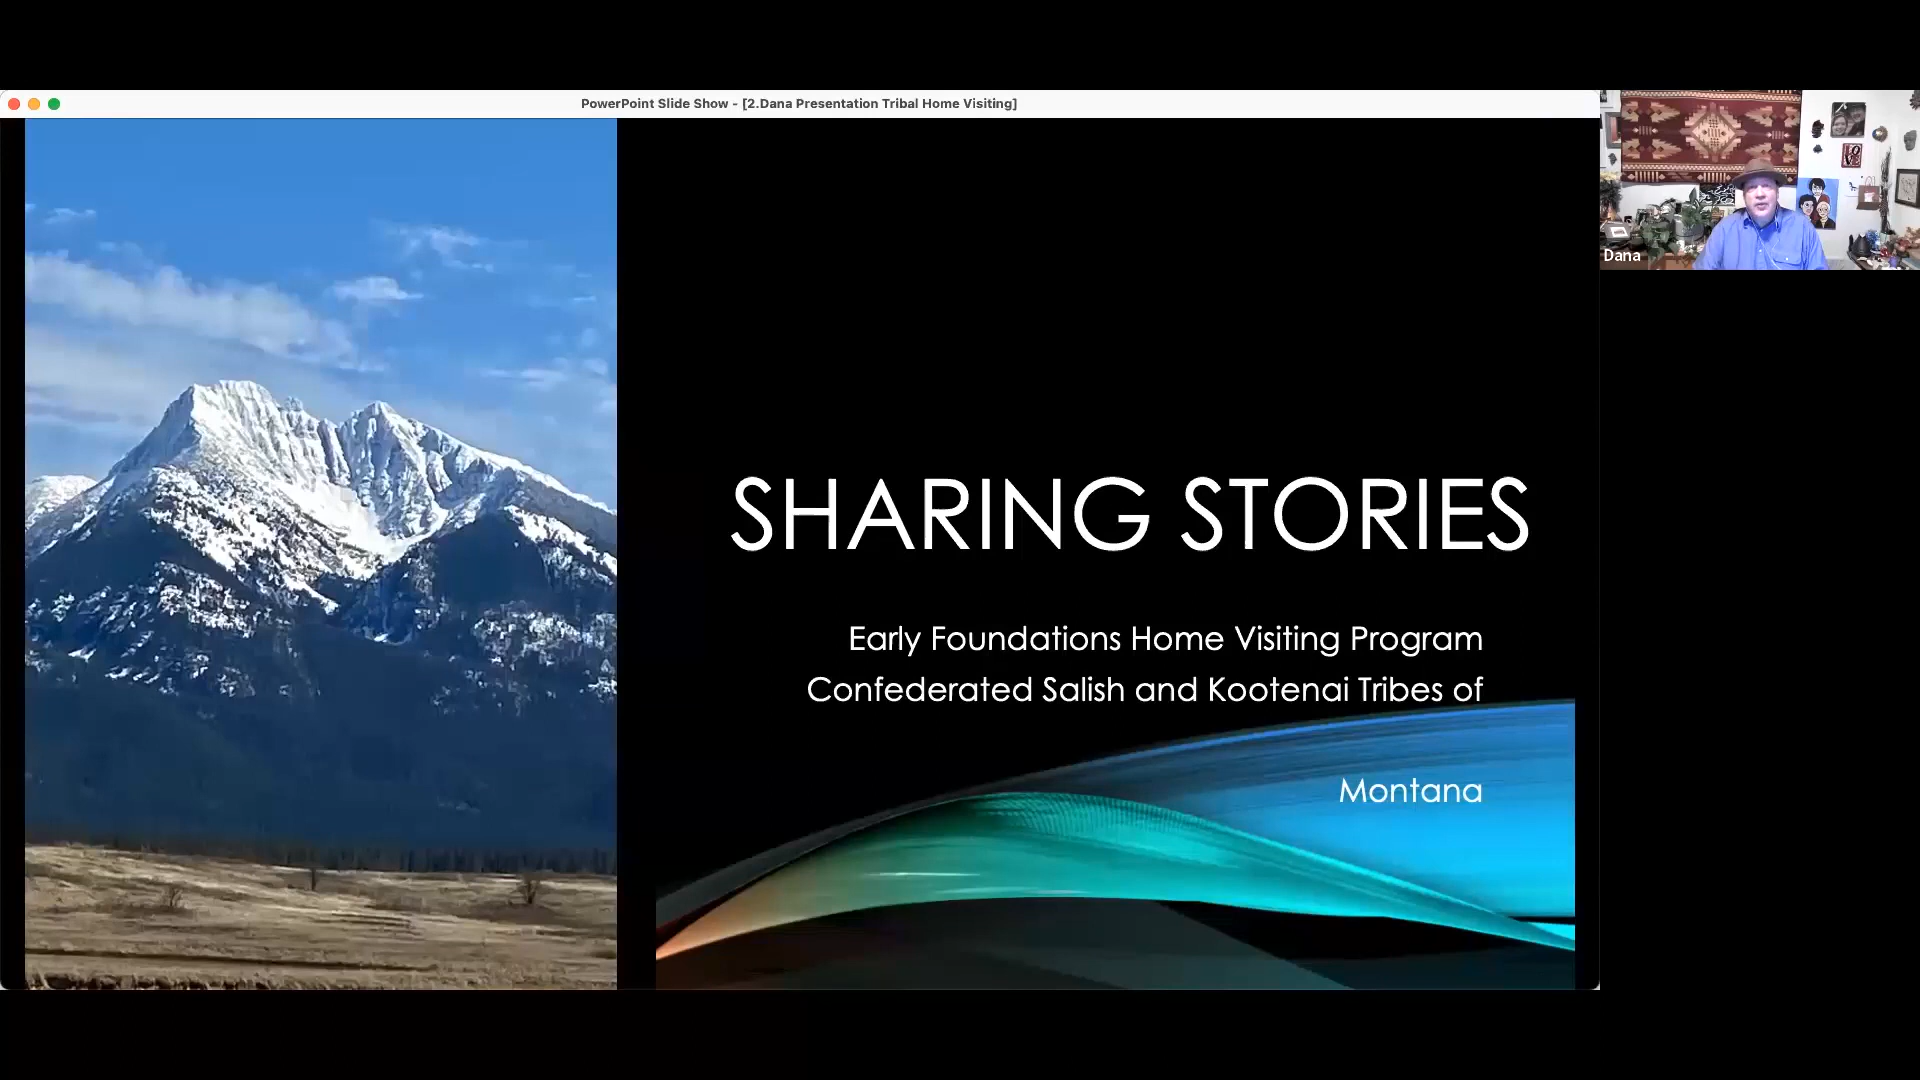 PowerPoint Slide Show - [2.Dana Presentation Tribal Home Visiting]
SHARING STORIES
Early Foundations Home Visiting Program
Confederated Salish and Kootenai Tribes of
Montana
Dana
LOVE